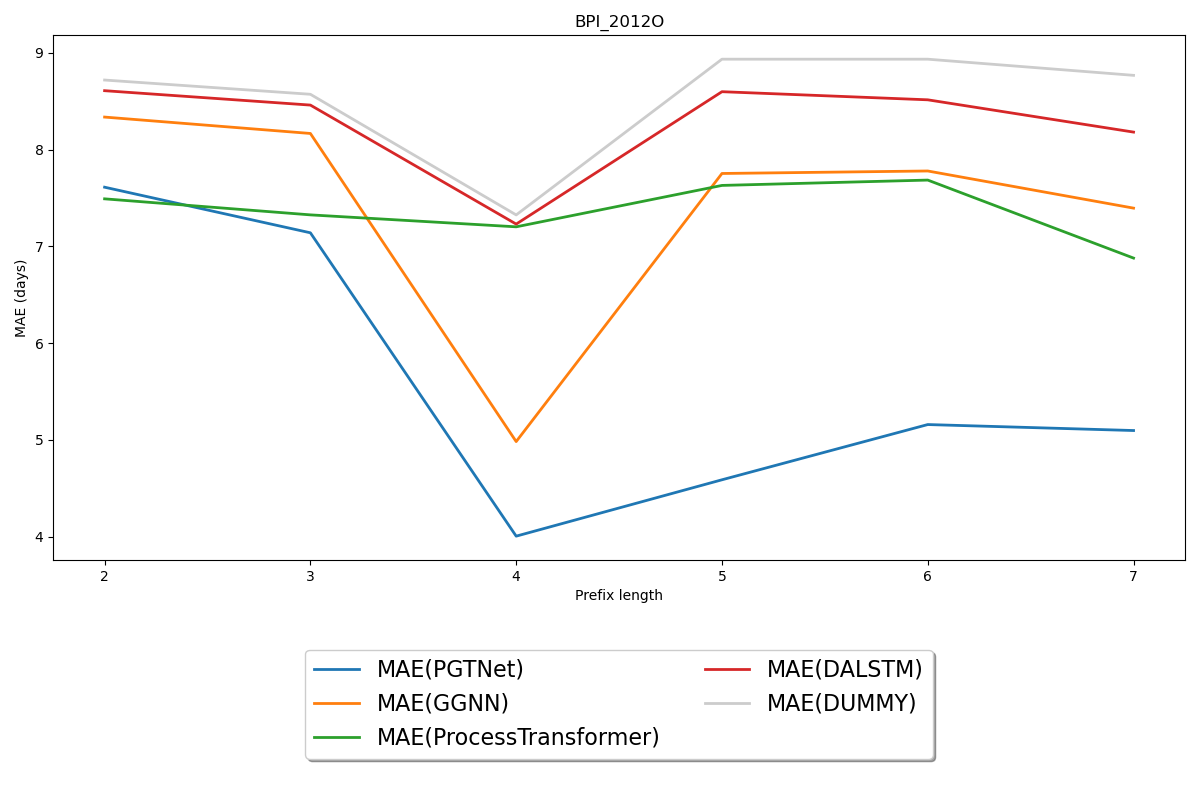 BPI_2012O
9
8
7
6
5
4
MAE (days)
2 3 4 5 6 7
Prefix length
MAE(PGTNet)
MAE(GGNN)
MAE(ProcessTransformer)
MAE(DALSTM)
MAE(DUMMY)